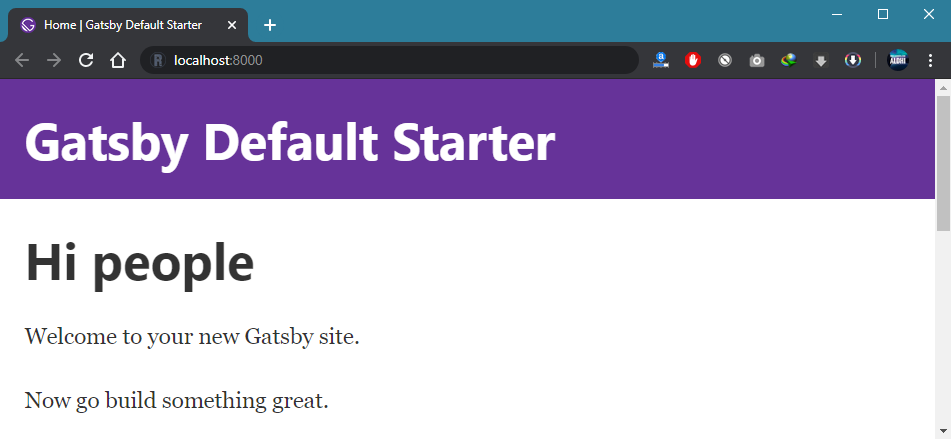 Home | Gatsby Default Starter
localhost:8000
Gatsby Default Starter
Hi people
Welcome to your new Gatsby site.
Now go build something great.